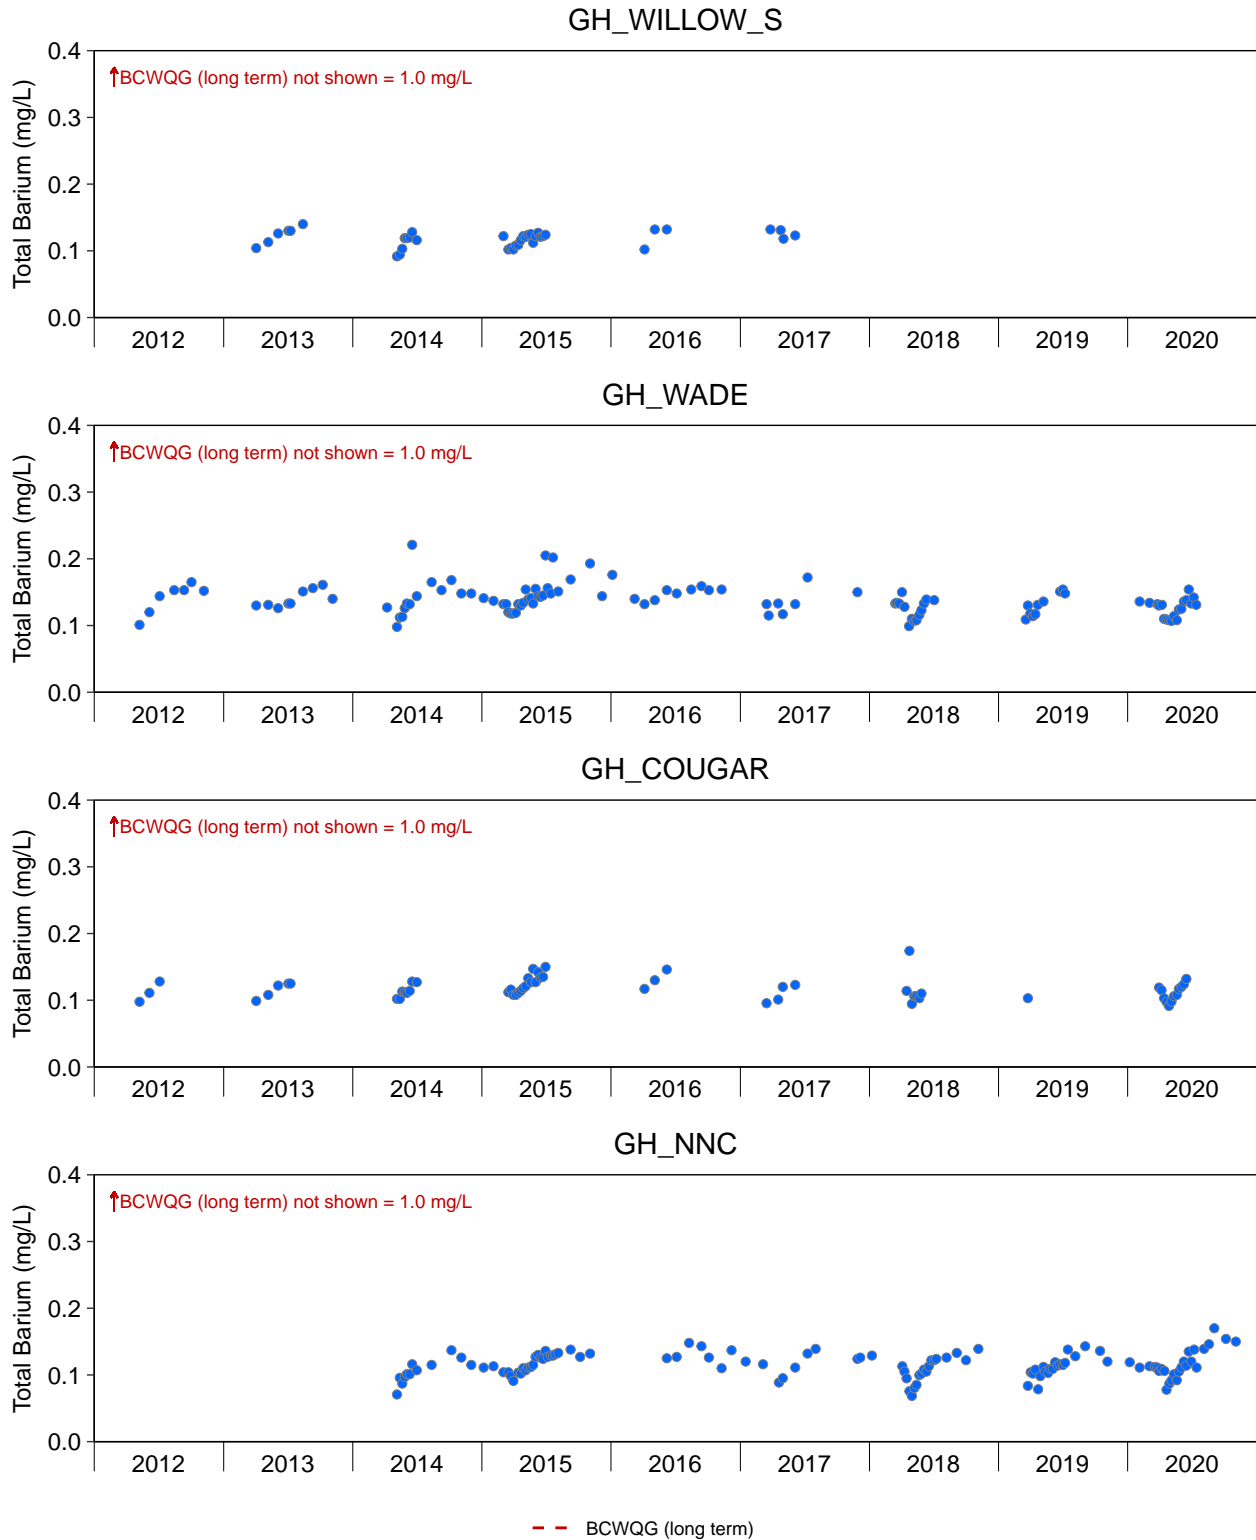 GH_WILLOW_S
Total Barium (mg/L)
0.4
0.3
0.2
0.1
0.0
↑BCWQG (long term) not shown = 1.0 mg/L
2012 2013 2014 2015 2016 2017 2018 2019 2020
GH_WADE
Total Barium (mg/L)
0.4
0.3
0.2
0.1
0.0
↑BCWQG (long term) not shown = 1.0 mg/L
2012 2013 2014 2015 2016 2017 2018 2019 2020
GH_COUGAR
Total Barium (mg/L)
0.4
0.3
0.2
0.1
0.0
↑BCWQG (long term) not shown = 1.0 mg/L
2012 2013 2014 2015 2016 2017 2018 2019 2020
GH_NNC
Total Barium (mg/L)
0.4
0.3
0.2
0.1
0.0
↑BCWQG (long term) not shown = 1.0 mg/L
2012 2013 2014 2015 2016 2017 2018 2019 2020
BCWQG (long term)